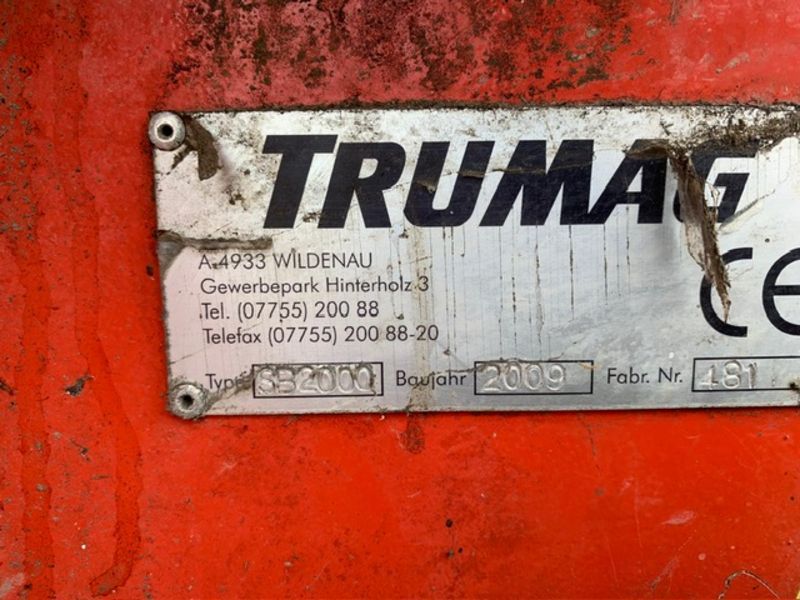 TRUMAG
A-4933 WILDENAU
Gewerbepark Hinterholz 3
Tel. (07755) 200 88
Telefax (07755) 200 88-20
CE
Type SB2000 Baujahr 2009 Fabr. Nr. 481